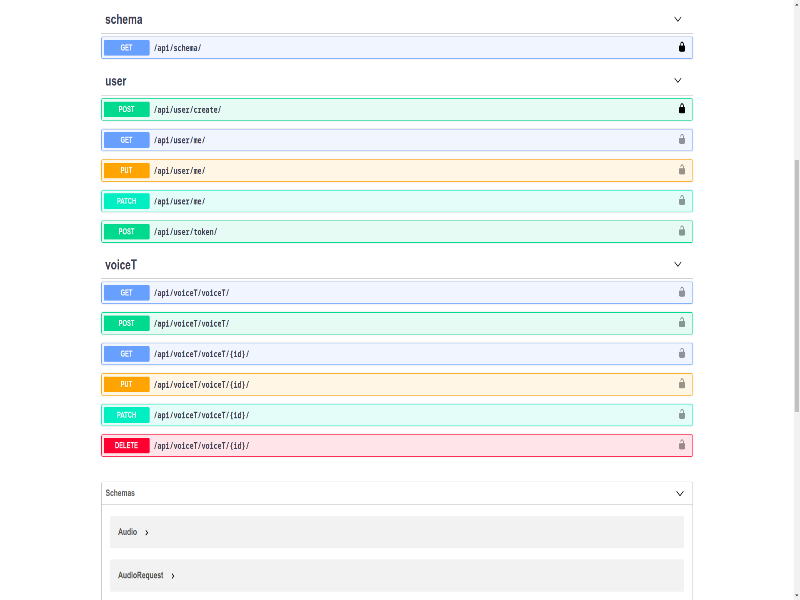 schema
GET /api/schema/
user
POST /api/user/create/
GET /api/user/me/
PUT /api/user/me/
PATCH /api/user/me/
POST /api/user/token/
voiceT
GET /api/voiceT/voiceT/
POST /api/voiceT/voiceT/
GET /api/voiceT/voiceT/{id}/
PUT /api/voiceT/voiceT/{id}/
PATCH /api/voiceT/voiceT/{id}/
DELETE /api/voiceT/voiceT/{id}/
Schemas
Audio
AudioRequest